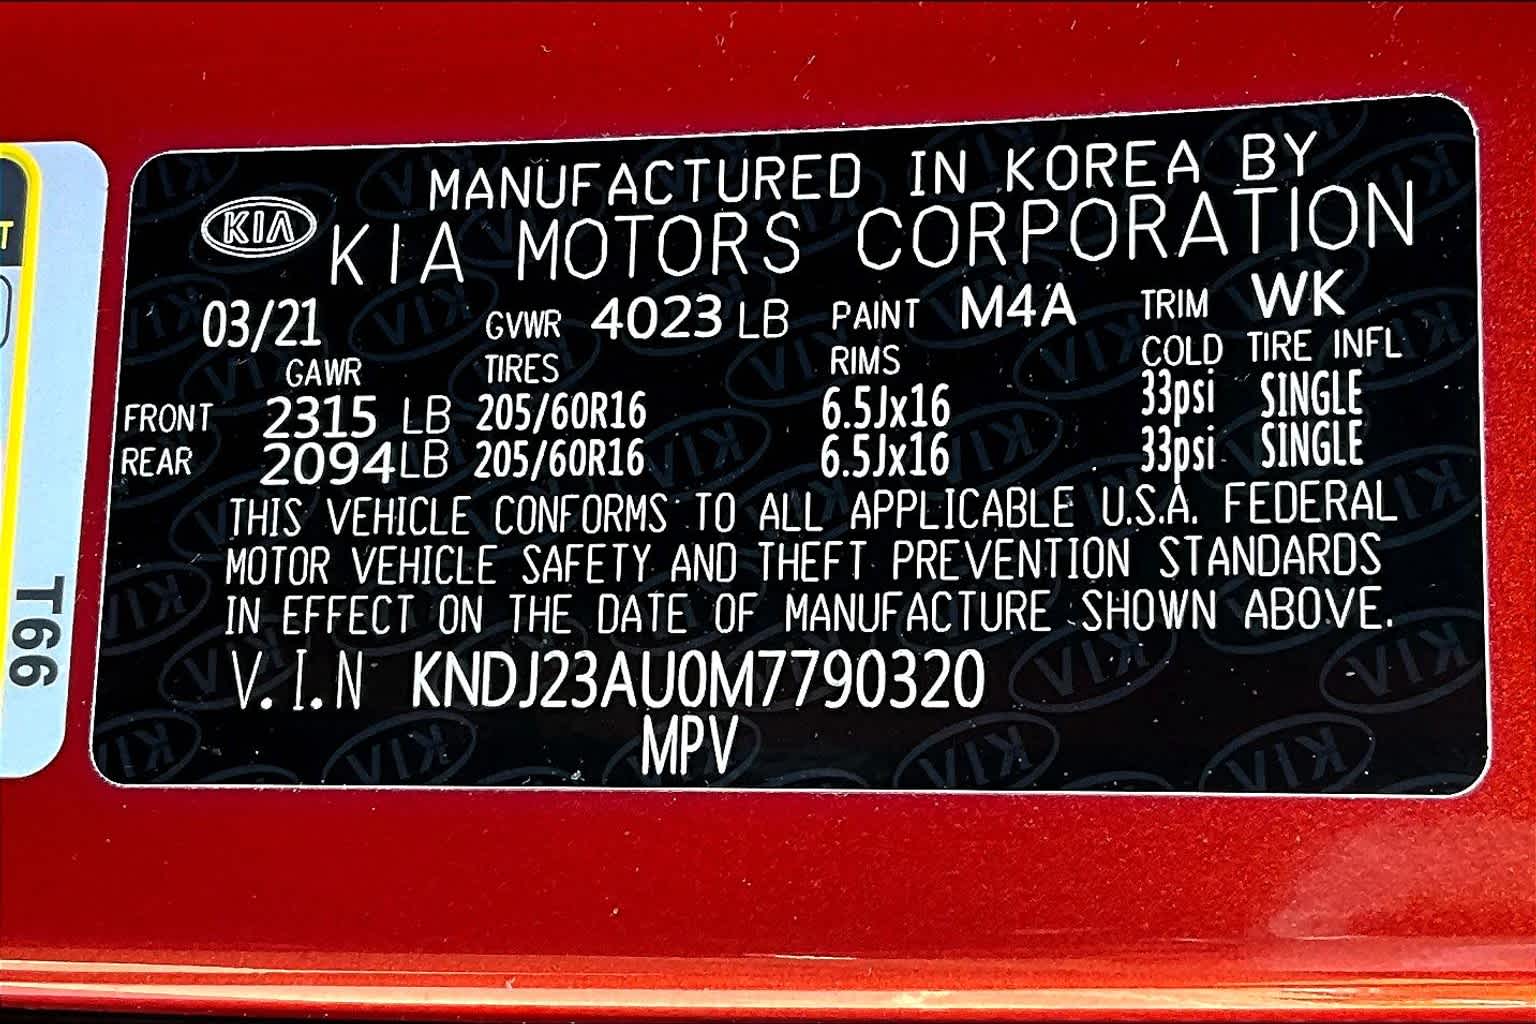 MANUFACTURED IN KOREA BY
KIA KIA MOTORS CORPORATION
03/21 GVWR 4023 LB PAINT M4A TRIM WK
GAWR TIRES RIMS COLD TIRE INFL
FRONT 2315 LB 205/60R16 6.5Jx16 33psi SINGLE
REAR 2094 LB 205/60R16 6.5Jx16 33psi SINGLE
THIS VEHICLE CONFORMS TO ALL APPLICABLE U.S.A. FEDERAL
MOTOR VEHICLE SAFETY AND THEFT PREVENTION STANDARDS
IN EFFECT ON THE DATE OF MANUFACTURE SHOWN ABOVE.
V.I.N KNDJ23AU0M7790320
MPV
T66